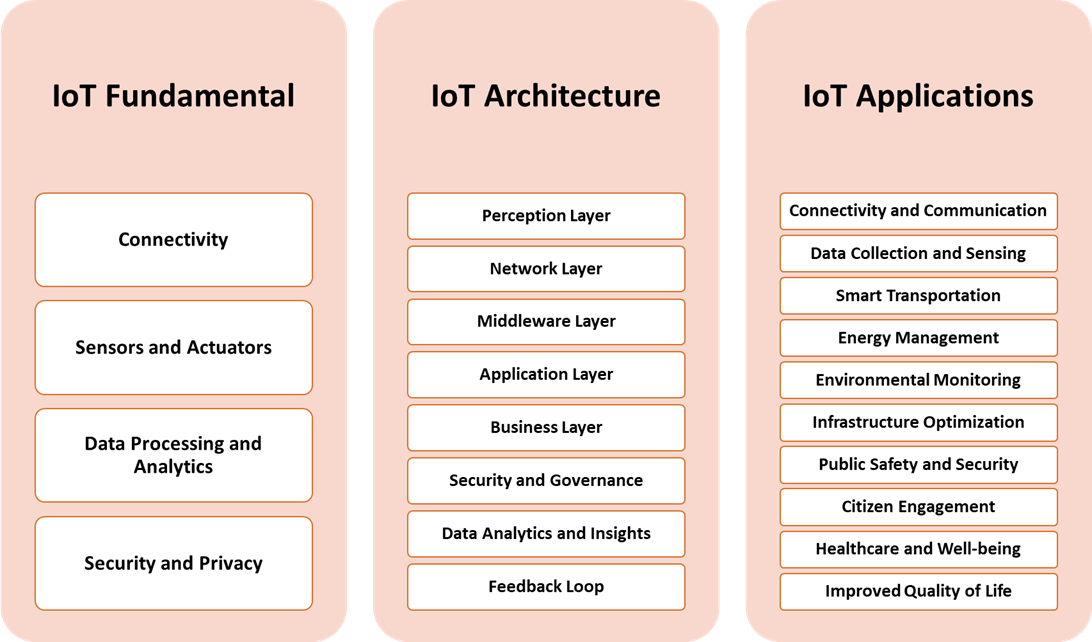 IoT Fundamental
Connectivity
Sensors and Actuators
Data Processing and
Analytics
Security and Privacy
IoT Architecture
Perception Layer
Network Layer
Middleware Layer
Application Layer
Business Layer
Security and Governance
Data Analytics and Insights
Feedback Loop
IoT Applications
Connectivity and Communication
Data Collection and Sensing
Smart Transportation
Energy Management
Environmental Monitoring
Infrastructure Optimization
Public Safety and Security
Citizen Engagement
Healthcare and Well-being
Improved Quality of Life